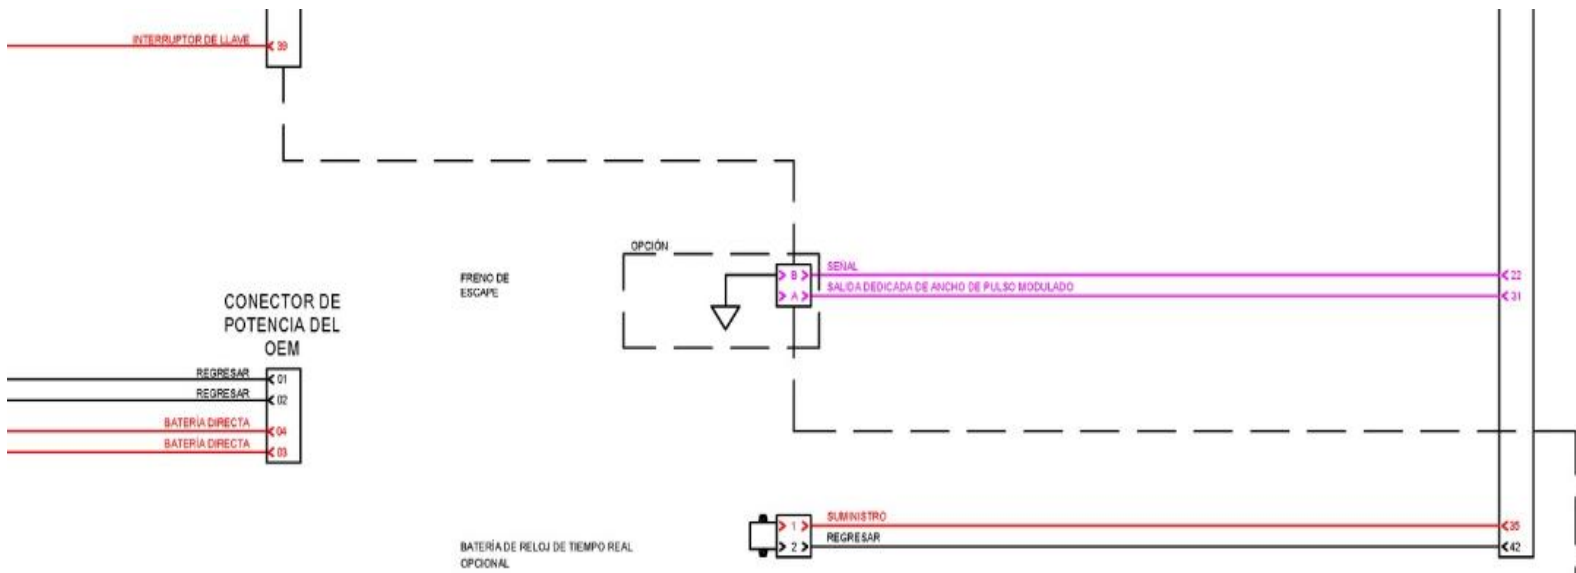 INTERRUPTOR DE LLAVE
39
OPCIÓN
FRENO DE
ESCAPE
B
SEÑAL
22
A
SALIDA DEDICADA DE ANCHO DE PULSO MODULADO
31
CONECTOR DE
POTENCIA DEL
OEM
REGRESAR
01
REGRESAR
02
BATERÍA DIRECTA
04
BATERÍA DIRECTA
03
BATERÍA DE RELOJ DE TIEMPO REAL
OPCIONAL
1
SUMINISTRO
35
2
REGRESAR
42